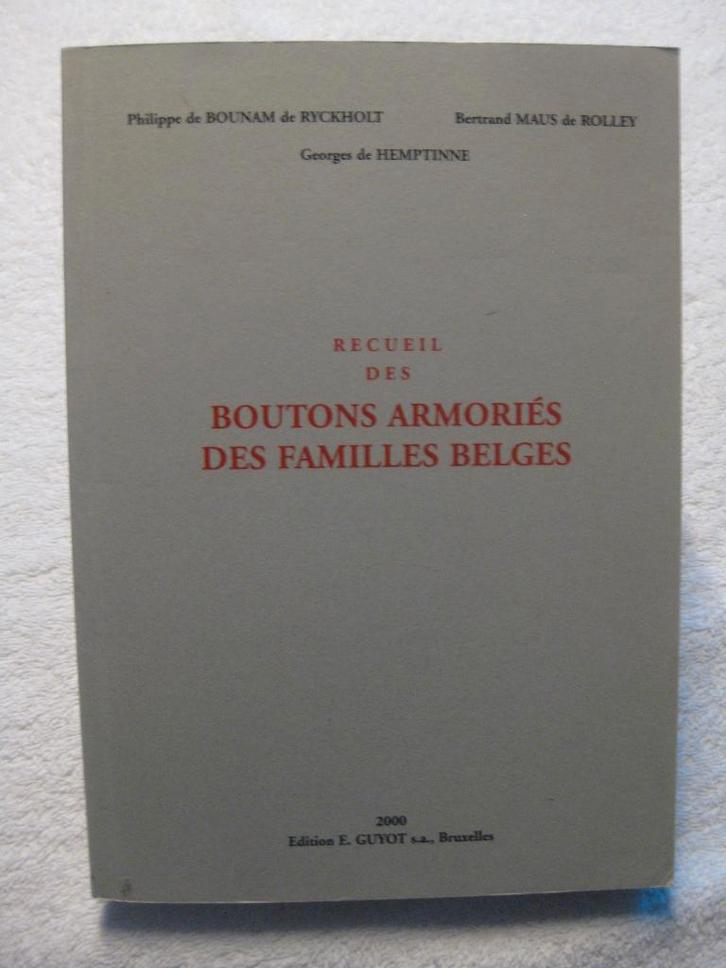 Philippe de BOUNAM de RYCKHOLT Bertrand MAUS de ROLLEY
Georges de HEMPTINNE
RECUEIL
DES
BOUTONS ARMORIÉS
DES FAMILLES BELGES
2000
Edition E. GUYOT s.a., Bruxelles